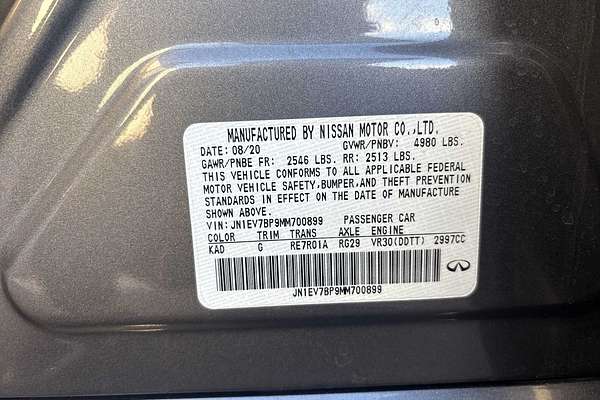 MANUFACTURED BY NISSAN MOTOR CO.,LTD.
DATE: 08/20 GVWR/PNBV: 4980 LBS.
GAWR/PNBE FR: 2546 LBS. RR: 2513 LBS.
THIS VEHICLE CONFORMS TO ALL APPLICABLE FEDERAL
MOTOR VEHICLE SAFETY,BUMPER,AND THEFT PREVENTION
STANDARDS IN EFFECT ON THE DATE OF MANUFACTURE
SHOWN ABOVE.
VIN: JN1EV7BP9MM700899 PASSENGER CAR
COLOR TRIM TRANS AXLE ENGINE
KAD G RE7R01A RG29 VR30(DDTT) 2997CC
JN1EV7BP9MM700899